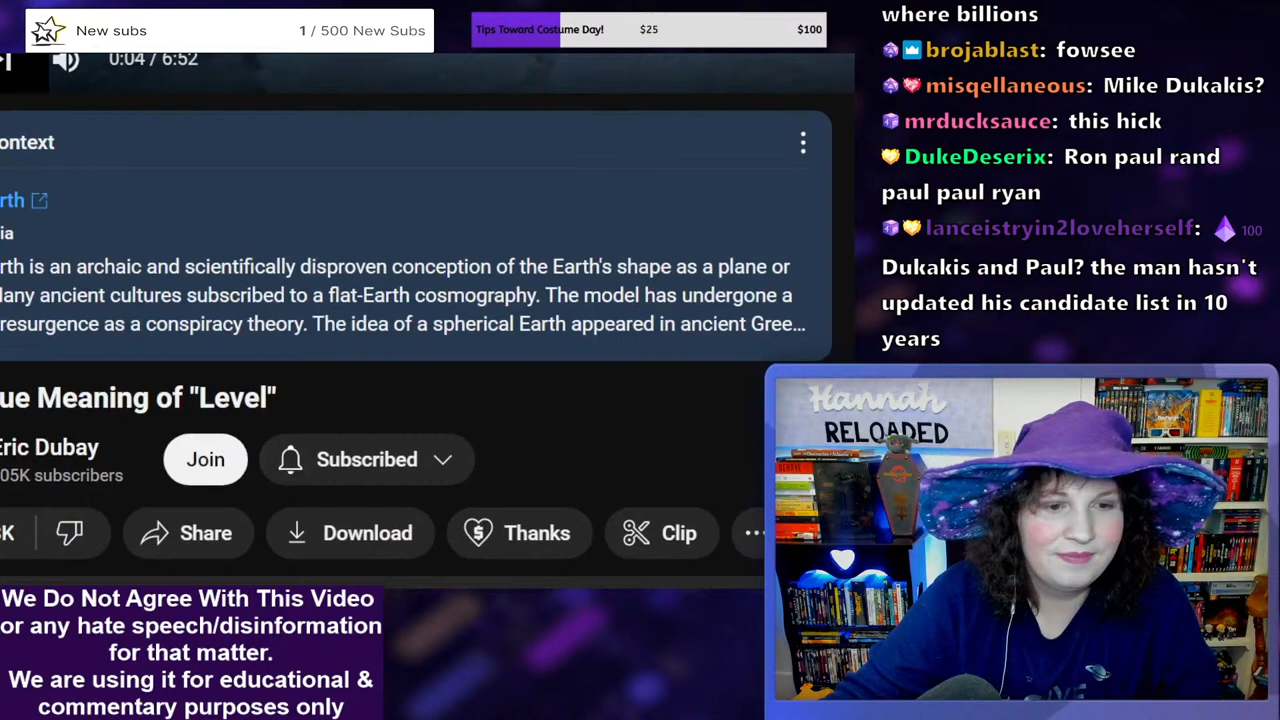 New subs 1 / 500 New Subs
Tips Toward Costume Day! $25 $100
0:04 / 6:52
ontext
rth
ia
rth is an archaic and scientifically disproven conception of the Earth's shape as a plane or
any ancient cultures subscribed to a flat-Earth cosmography. The model has undergone a
resurgence as a conspiracy theory. The idea of a spherical Earth appeared in ancient Gree...
ue Meaning of "Level"
Eric Dubay
05K subscribers
Join
Subscribed
K
Share
Download
Thanks
Clip
We Do Not Agree With This Video
or any hate speech/disinformation
for that matter.
We are using it for educational &
commentary purposes only
where billions
brojablast: fowsee
misqellaneous: Mike Dukakis?
mrducksauce: this hick
DukeDeserix: Ron paul rand
paul paul ryan
lanceistryin2loveherself: 100
Dukakis and Paul? the man hasn't
updated his candidate list in 10
years
Hannah
RELOADED
BEHAVE